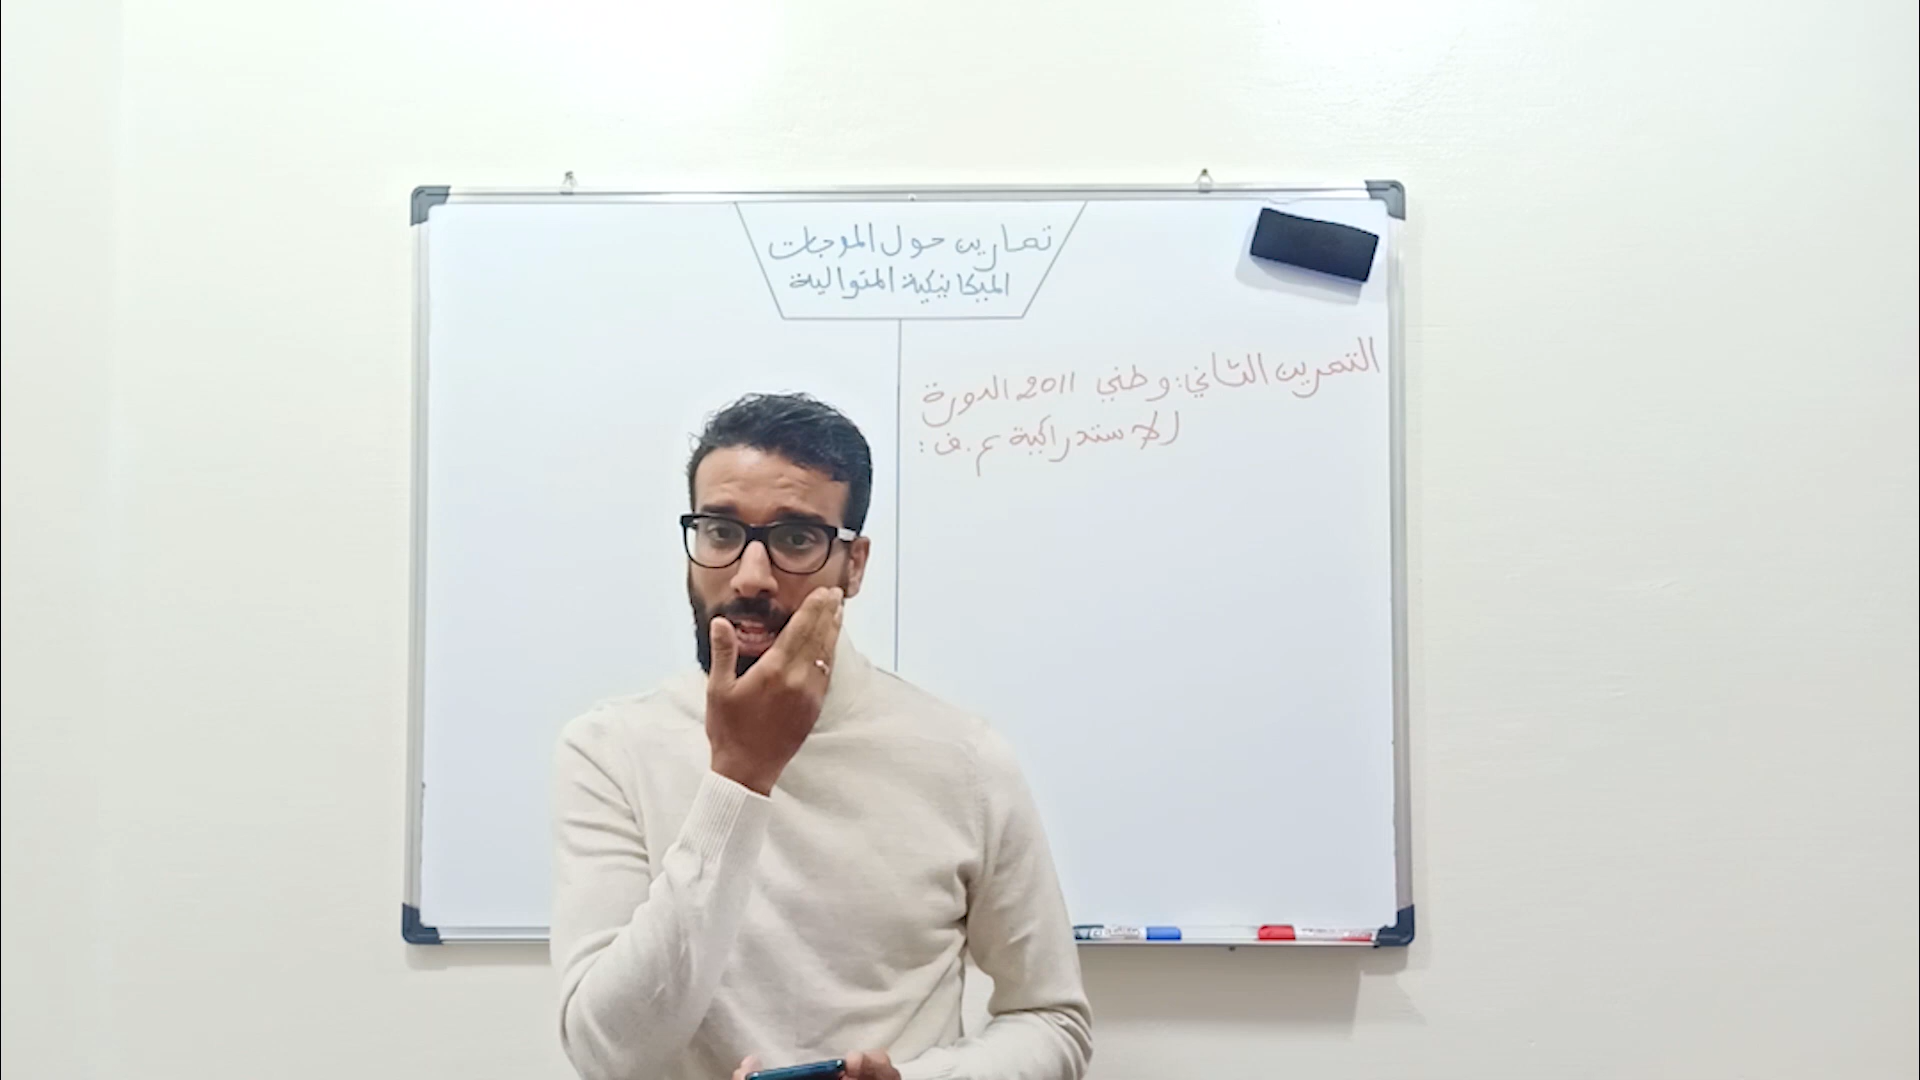 تمارين حول الموجات
الميكانيكية المتوالية
التمرين الثاني: وطني 2011 الدورة
الاستدراكية ع.ف: